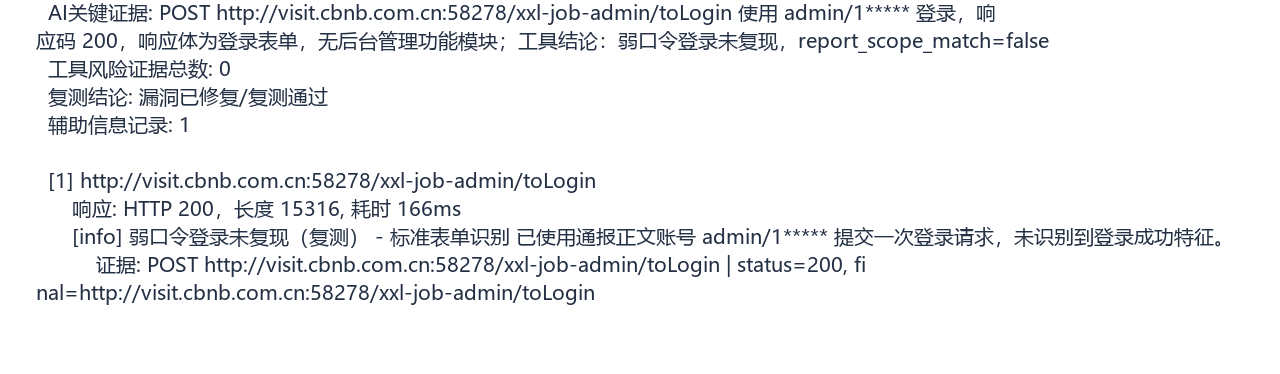 AI关键证据: POST http://visit.cbnb.com.cn:58278/xxl-job-admin/toLogin 使用 admin/1***** 登录，响
应码 200，响应体为登录表单，无后台管理功能模块；工具结论：弱口令登录未复现，report_scope_match=false
工具风险证据总数: 0
复测结论: 漏洞已修复/复测通过
辅助信息记录: 1
[1] http://visit.cbnb.com.cn:58278/xxl-job-admin/toLogin
响应: HTTP 200，长度 15316, 耗时 166ms
[info] 弱口令登录未复现（复测） - 标准表单识别 已使用通报正文账号 admin/1***** 提交一次登录请求，未识别到登录成功特征。
证据: POST http://visit.cbnb.com.cn:58278/xxl-job-admin/toLogin | status=200, fi
nal=http://visit.cbnb.com.cn:58278/xxl-job-admin/toLogin